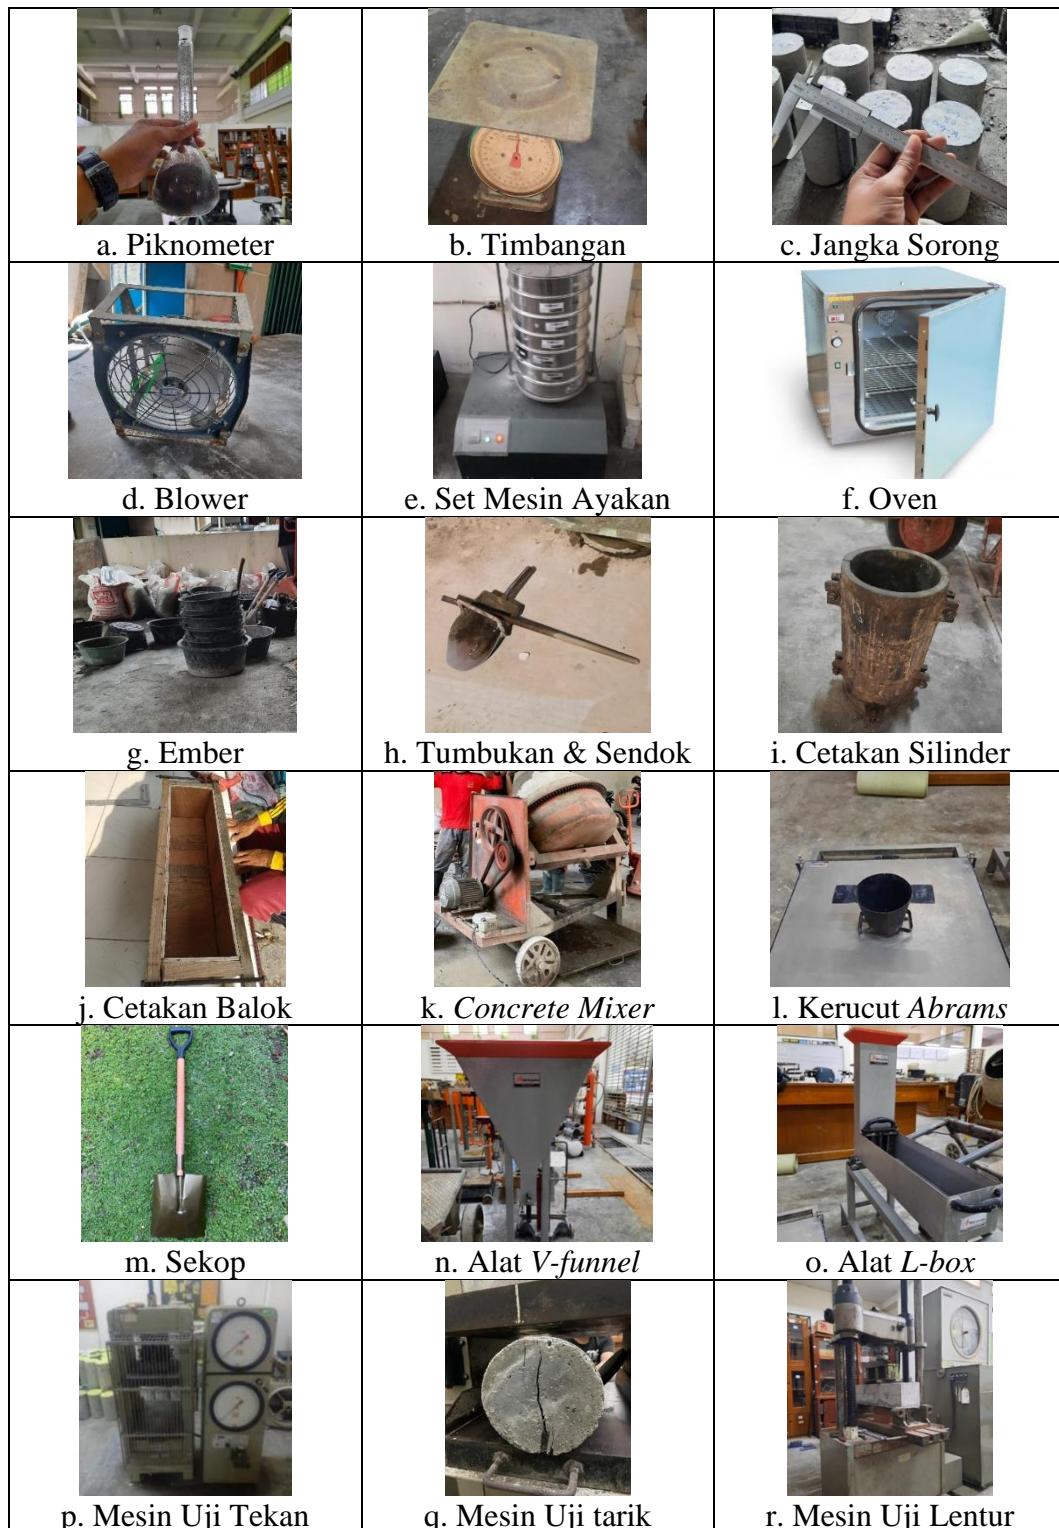 a. Piknometer
b. Timbangan
c. Jangka Sorong
d. Blower
e. Set Mesin Ayakan
f. Oven
g. Ember
h. Tumbukan & Sendok
i. Cetakan Silinder
j. Cetakan Balok
k. Concrete Mixer
l. Kerucut Abrams
m. Sekop
n. Alat V-funnel
o. Alat L-box
p. Mesin Uji Tekan
q. Mesin Uji tarik
r. Mesin Uji Lentur